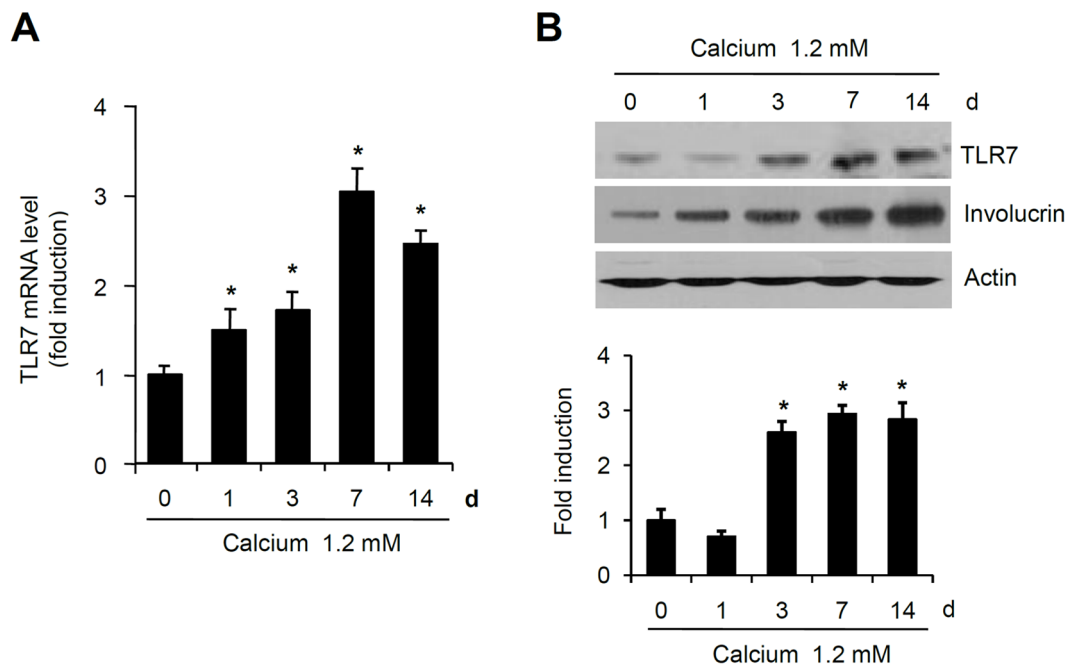 A
TLR7 mRNA level
(fold induction)
4
3
2
1
0
*
*
*
*
0 1 3 7 14 d
Calcium 1.2 mM
B
Calcium 1.2 mM
0 1 3 7 14 d
TLR7
Involucrin
Actin
Fold induction
4
3
2
1
0
* * *
0 1 3 7 14 d
Calcium 1.2 mM